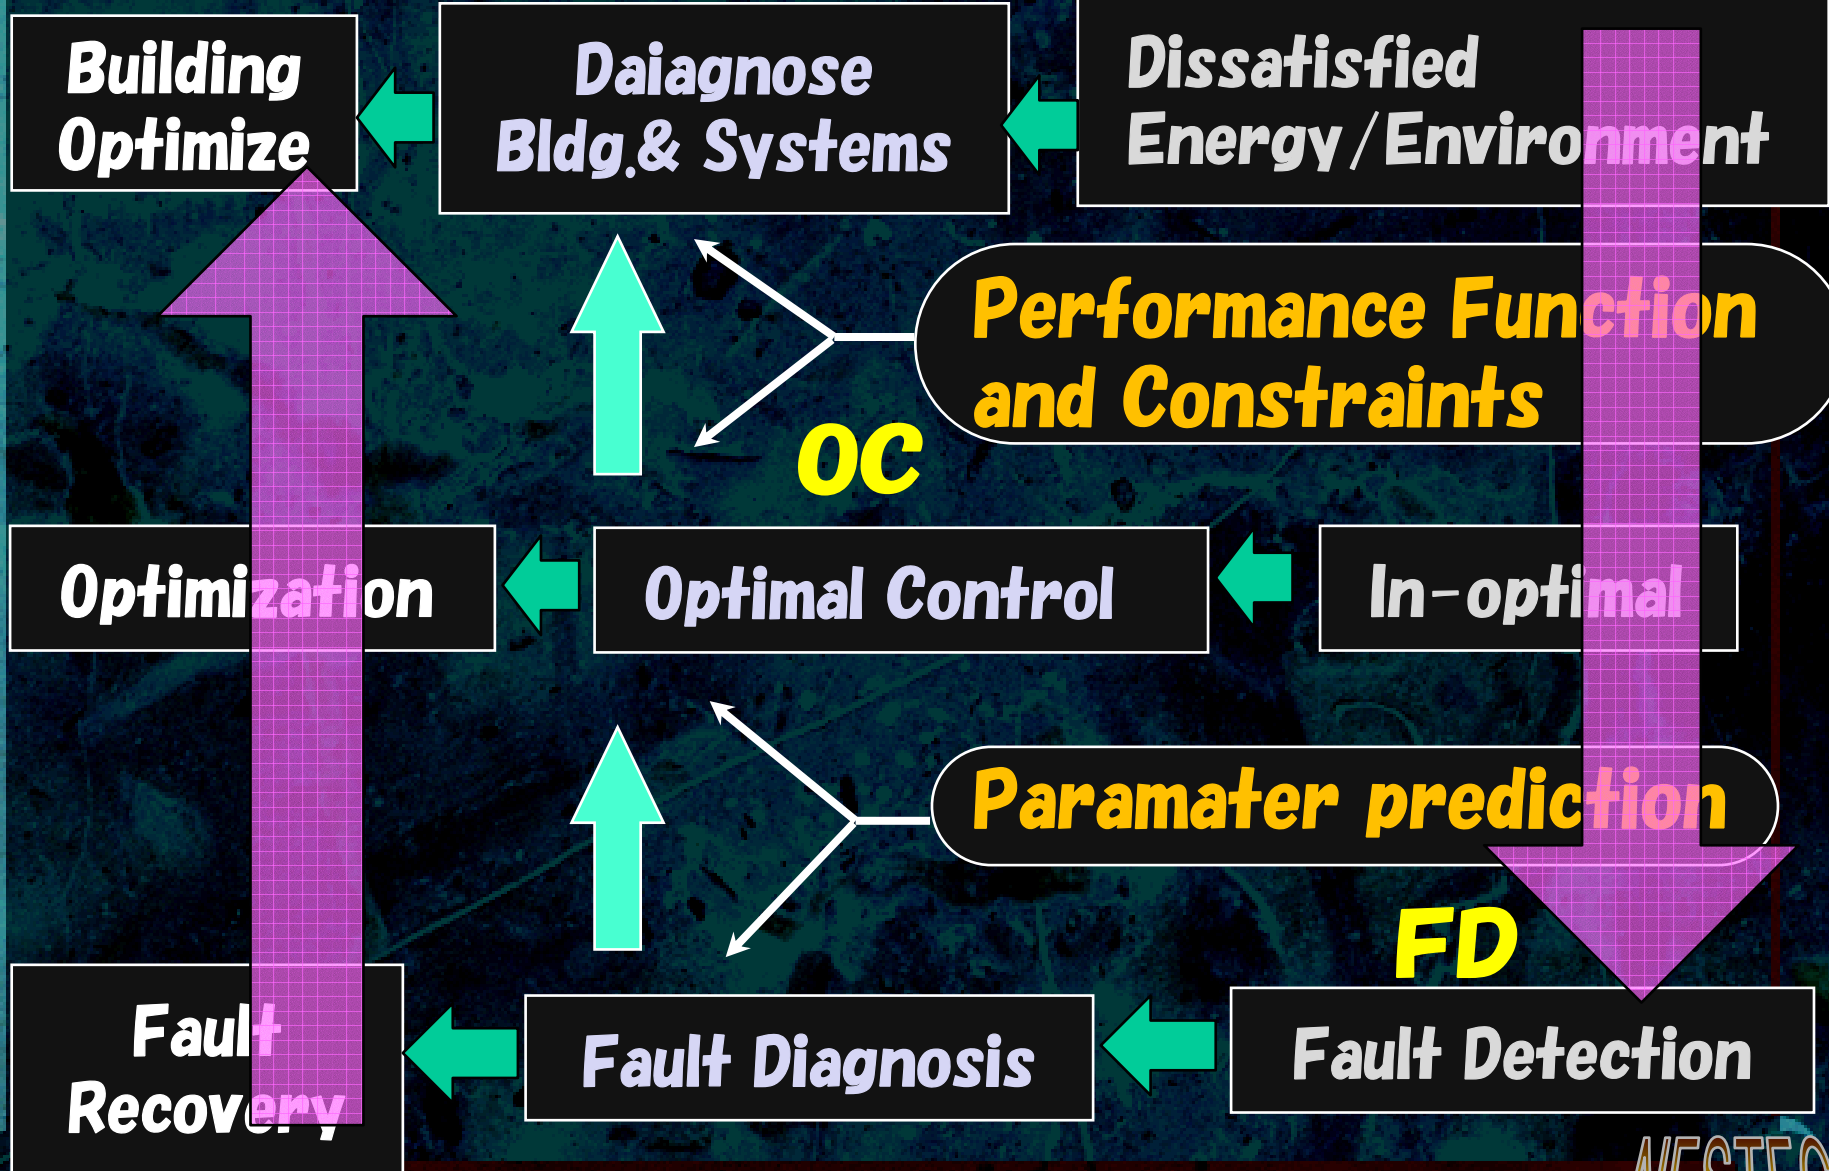 Building
Optimize
Daiagnose
Bldg.& Systems
Dissatisfied
Energy/Environment
Performance Function
and Constraints
OC
Optimization
Optimal Control
In-optimal
Paramater prediction
FD
Fault
Recovery
Fault Diagnosis
Fault Detection